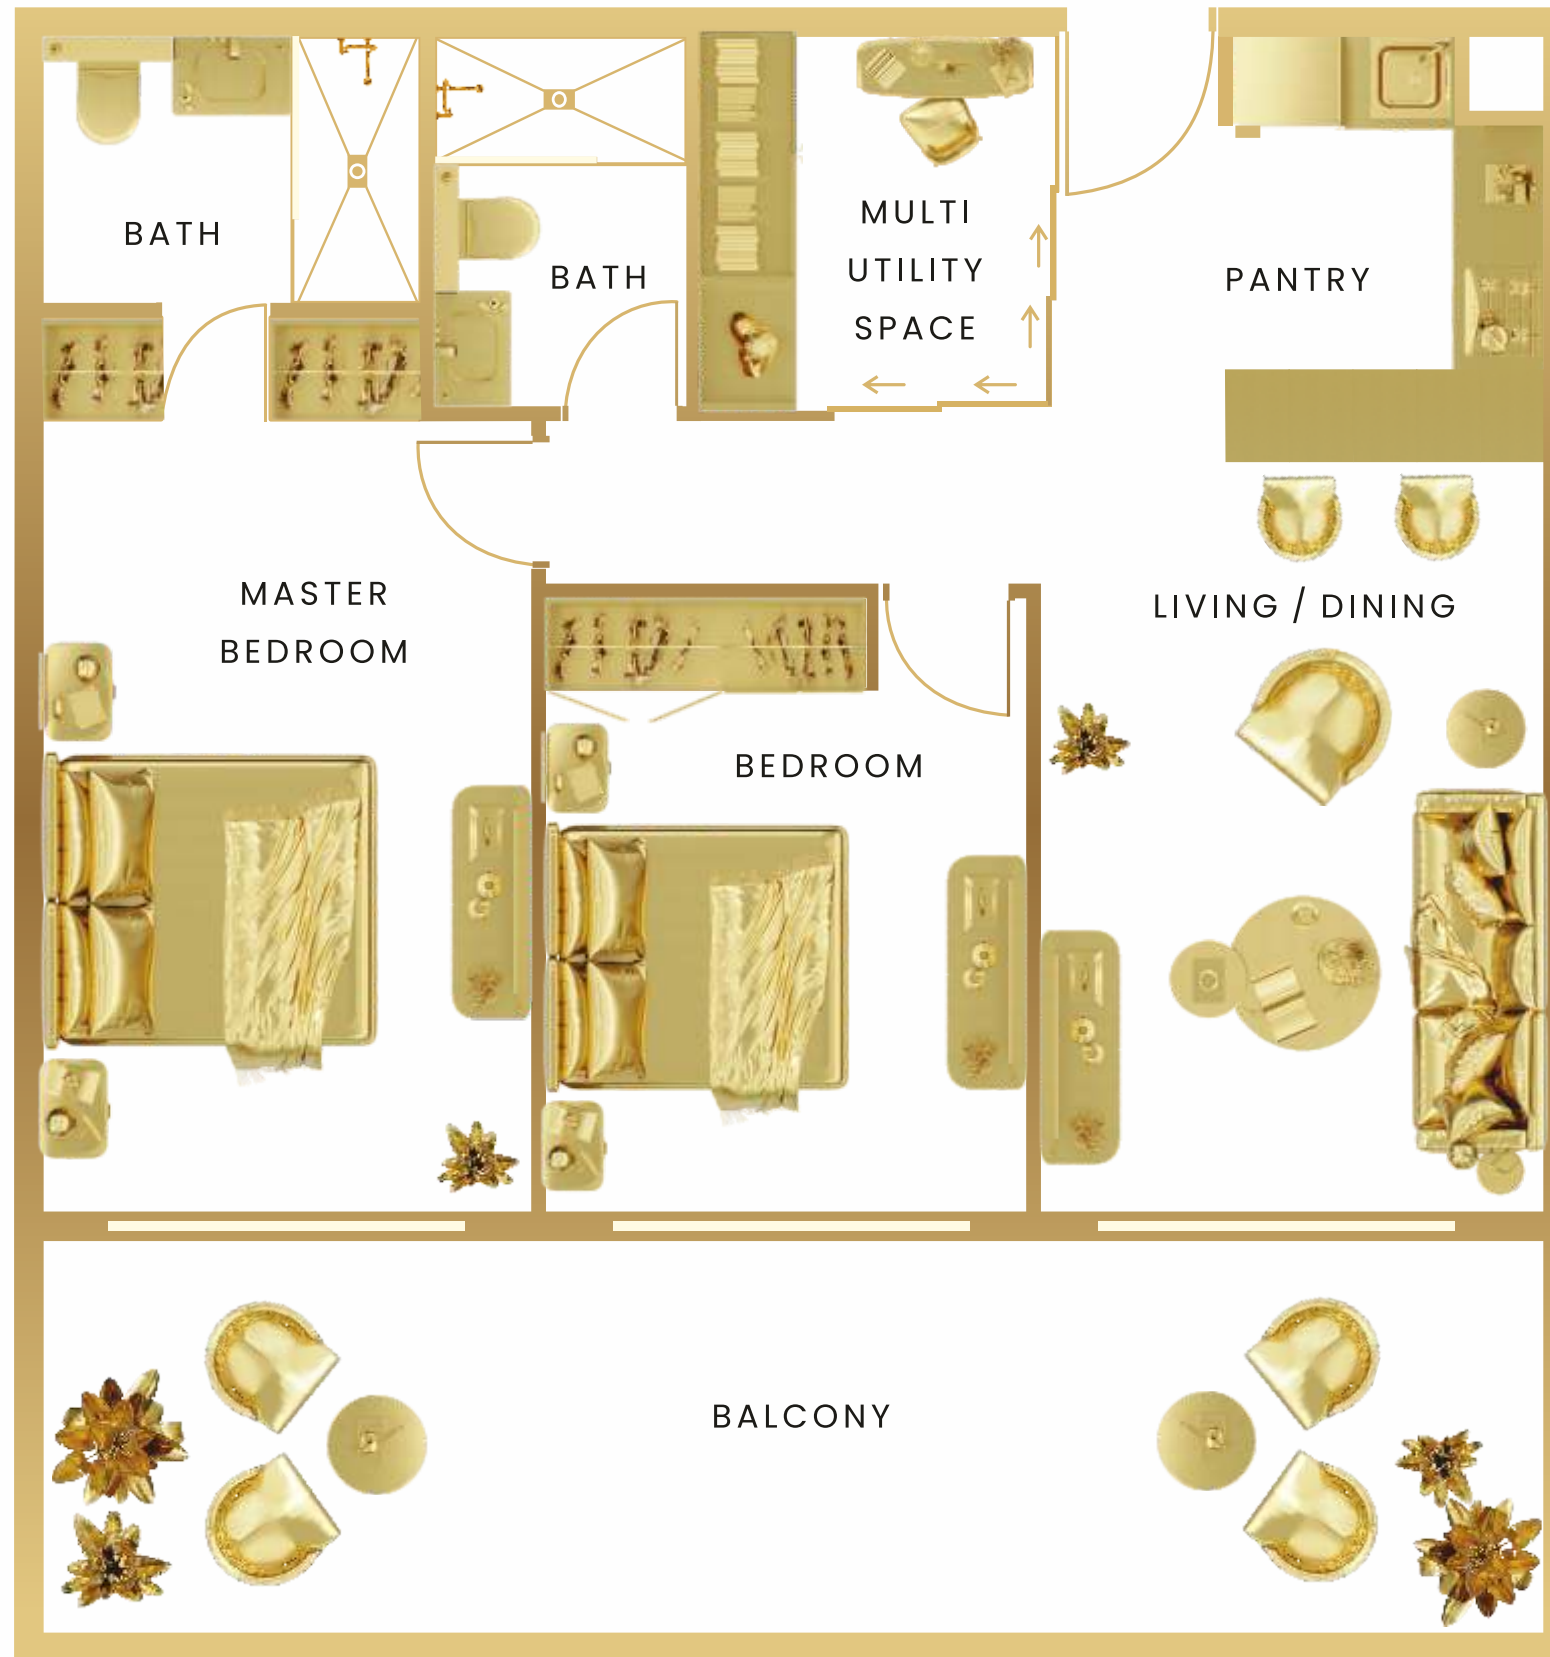 BATH
BATH
MULTI
UTILITY
SPACE
PANTRY
MASTER
BEDROOM
LIVING / DINING
BEDROOM
BALCONY